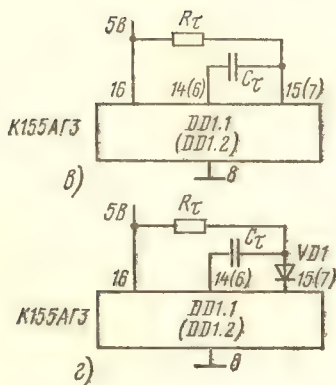 5В
Rτ
16
14(6)
Cτ
15(7)
К155АГ3
DD1.1
(DD1.2)
8
в)
5В
Rτ
Cτ
VD1
16
14(6)
15(7)
К155АГ3
DD1.1
(DD1.2)
8
г)